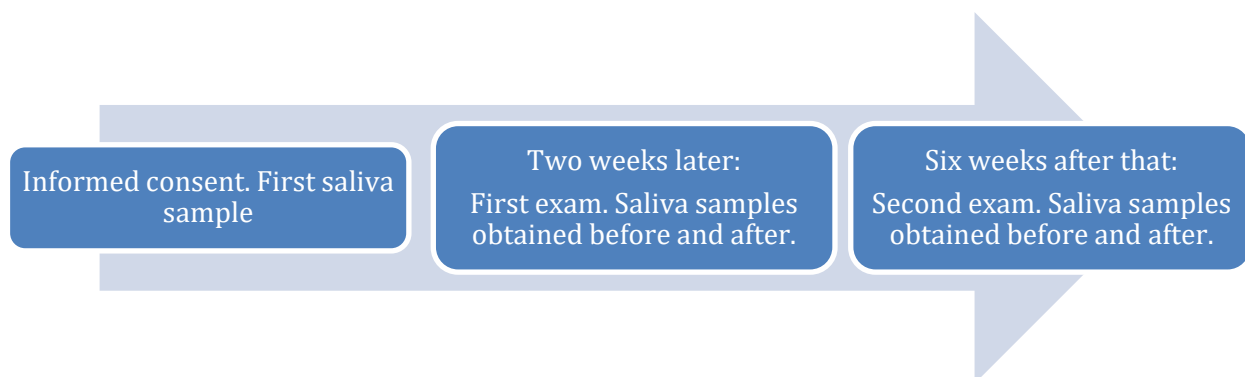 Informed consent. First saliva
sample
Two weeks later:
First exam. Saliva samples
obtained before and after.
Six weeks after that:
Second exam. Saliva samples
obtained before and after.